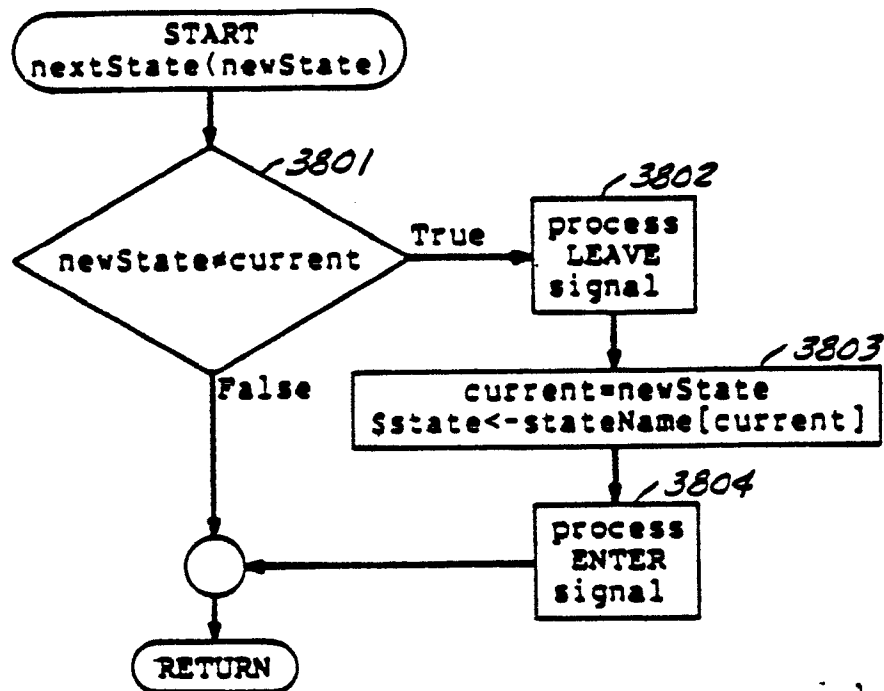 START
nextState(newState)
3801
newState≠current
True
3802
process
LEAVE
signal
3803
current=newState
$state<-stateName[current]
False
3804
process
ENTER
signal
RETURN